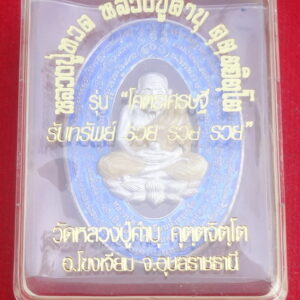 หลวงปู่ทวด หลวงปู่คำบุ คุตฺตจิตฺโต
รุ่น "โคตรเศรษฐี
รับทรัพย์ รวย รวย รวย"
วัดหลวงปู่คำบุ คุตฺตจิตฺโต
อ.โขงเจียม จ.อุบลราชธานี